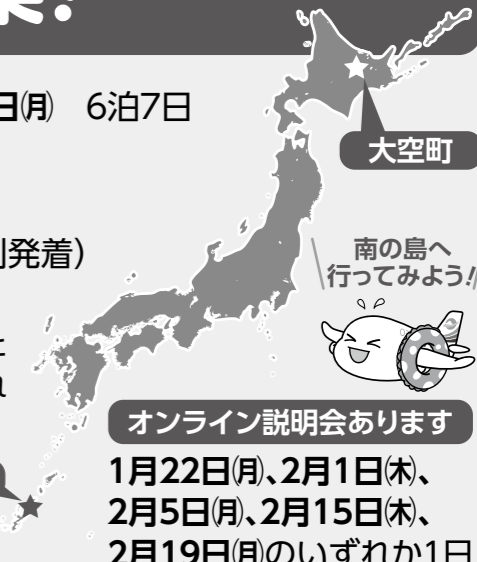 日㈪ 6泊7日
大空町
発着）
南の島へ
行ってみよう！
オンライン説明会あります
1月22日㈪、2月1日㈭、
2月5日㈪、2月15日㈭、
2月19日㈪のいずれか1日